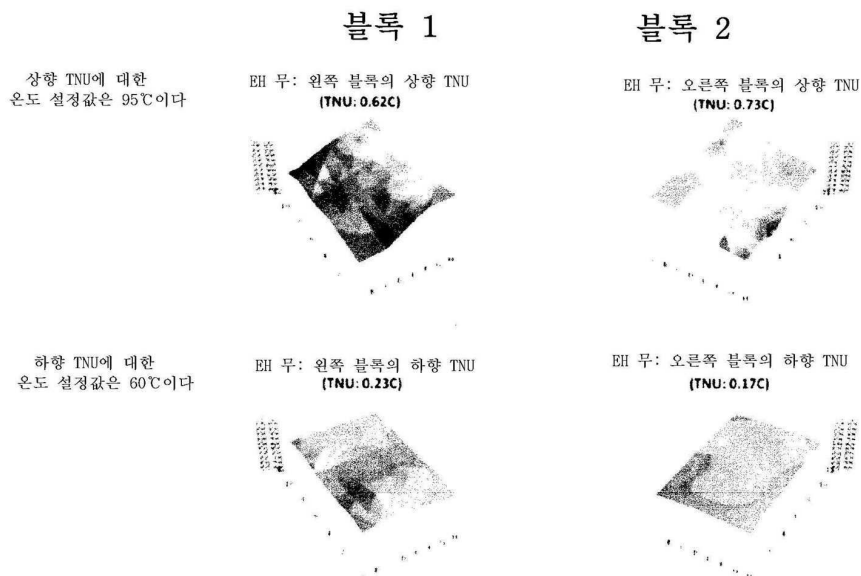 블록 1
블록 2
상향 TNU에 대한
온도 설정값은 95℃이다
EH 무: 왼쪽 블록의 상향 TNU
(TNU: 0.62C)
EH 무: 오른쪽 블록의 상향 TNU
(TNU: 0.73C)
하향 TNU에 대한
온도 설정값은 60℃이다
EH 무: 왼쪽 블록의 하향 TNU
(TNU: 0.23C)
EH 무: 오른쪽 블록의 하향 TNU
(TNU: 0.17C)